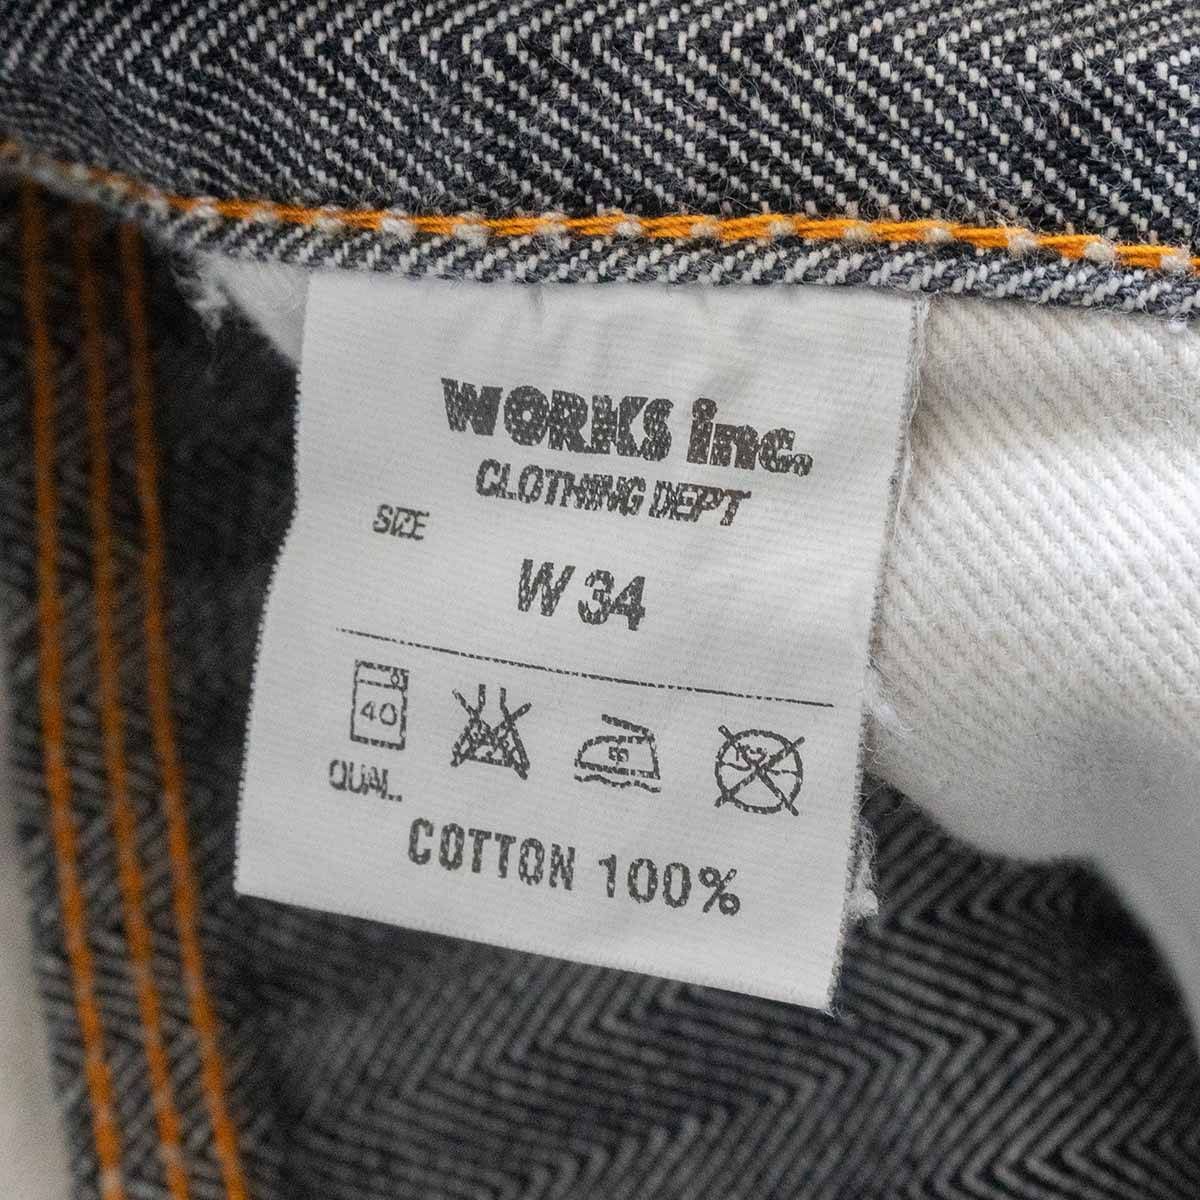 WORKS inc.
CLOTHING DEPT
SIZE
W 34
40
QUAL.
COTTON 100%